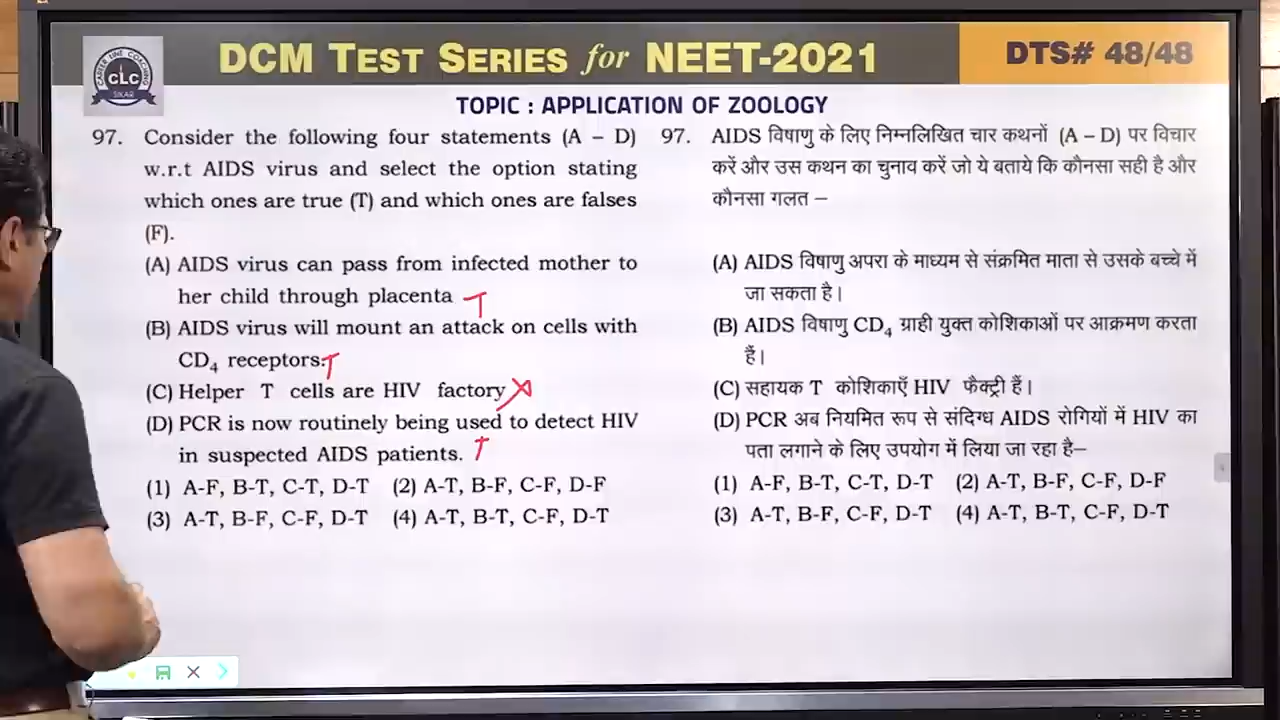 DCM TEST SERIES for NEET-2021
DTS# 48/48
CAREER LINE COACHING
CLC
SIKAR
TOPIC : APPLICATION OF ZOOLOGY
97. Consider the following four statements (A – D)
w.r.t AIDS virus and select the option stating
which ones are true (T) and which ones are falses
(F).
(A) AIDS virus can pass from infected mother to
her child through placenta T
(B) AIDS virus will mount an attack on cells with
CD4 receptors. T
(C) Helper T cells are HIV factory
(D) PCR is now routinely being used to detect HIV
in suspected AIDS patients. T
(1) A-F, B-T, C-T, D-T (2) A-T, B-F, C-F, D-F
(3) A-T, B-F, C-F, D-T (4) A-T, B-T, C-F, D-T
97. AIDS विषाणु के लिए निम्नलिखित चार कथनों (A – D) पर विचार
करें और उस कथन का चुनाव करें जो ये बताये कि कौनसा सही है और
कौनसा गलत –
(A) AIDS विषाणु अपरा के माध्यम से संक्रमित माता से उसके बच्चे में
जा सकता है।
(B) AIDS विषाणु CD4 ग्राही युक्त कोशिकाओं पर आक्रमण करता
हैं।
(C) सहायक T कोशिकाएँ HIV फैक्ट्री हैं।
(D) PCR अब नियमित रूप से संदिग्ध AIDS रोगियों में HIV का
पता लगाने के लिए उपयोग में लिया जा रहा है–
(1) A-F, B-T, C-T, D-T (2) A-T, B-F, C-F, D-F
(3) A-T, B-F, C-F, D-T (4) A-T, B-T, C-F, D-T